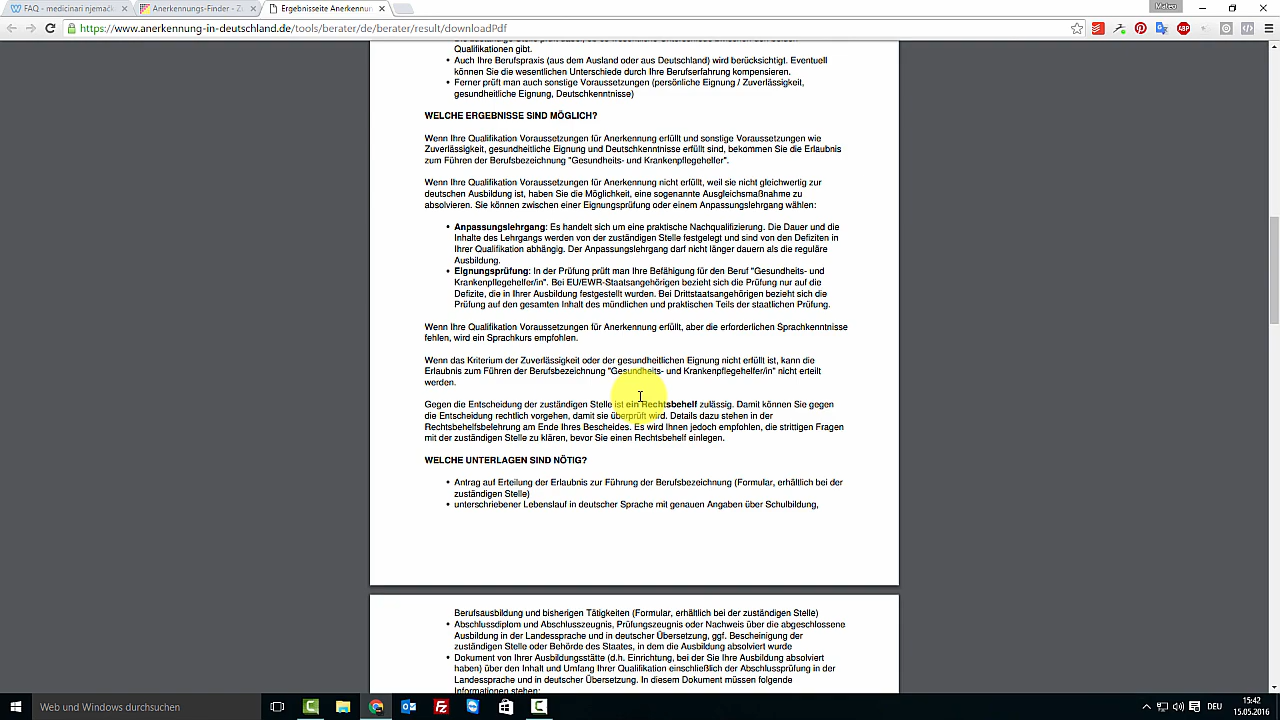 FAQ - medicinari njemač
Anerkennungs-Finder - Z
Ergebnisseite Anerkennun
Mateo
https://www.anerkennung-in-deutschland.de/tools/berater/de/berater/result/downloadPdf
Qualifikationen gibt.
• Auch Ihre Berufspraxis (aus dem Ausland oder aus Deutschland) wird berücksichtigt. Eventuell
können Sie die wesentlichen Unterschiede durch Ihre Berufserfahrung kompensieren.
• Ferner prüft man auch sonstige Voraussetzungen (persönliche Eignung / Zuverlässigkeit,
gesundheitliche Eignung, Deutschkenntnisse)
WELCHE ERGEBNISSE SIND MÖGLICH?
Wenn Ihre Qualifikation Voraussetzungen für Anerkennung erfüllt und sonstige Voraussetzungen wie
Zuverlässigkeit, gesundheitliche Eignung und Deutschkenntnisse erfüllt sind, bekommen Sie die Erlaubnis
zum Führen der Berufsbezeichnung "Gesundheits- und Krankenpflegehelfer".
Wenn Ihre Qualifikation Voraussetzungen für Anerkennung nicht erfüllt, weil sie nicht gleichwertig zur
deutschen Ausbildung ist, haben Sie die Möglichkeit, eine sogenannte Ausgleichsmaßnahme zu
absolvieren. Sie können zwischen einer Eignungsprüfung oder einem Anpassungslehrgang wählen:
• Anpassungslehrgang: Es handelt sich um eine praktische Nachqualifizierung. Die Dauer und die
Inhalte des Lehrgangs werden von der zuständigen Stelle festgelegt und sind von den Defiziten in
Ihrer Qualifikation abhängig. Der Anpassungslehrgang darf nicht länger dauern als die reguläre
Ausbildung.
• Eignungsprüfung: In der Prüfung prüft man Ihre Befähigung für den Beruf "Gesundheits- und
Krankenpflegehelfer/in". Bei EU/EWR-Staatsangehörigen bezieht sich die Prüfung nur auf die
Defizite, die in Ihrer Ausbildung festgestellt wurden. Bei Drittstaatsangehörigen bezieht sich die
Prüfung auf den gesamten Inhalt des mündlichen und praktischen Teils der staatlichen Prüfung.
Wenn Ihre Qualifikation Voraussetzungen für Anerkennung erfüllt, aber die erforderlichen Sprachkenntnisse
fehlen, wird ein Sprachkurs empfohlen.
Wenn das Kriterium der Zuverlässigkeit oder der gesundheitlichen Eignung nicht erfüllt ist, kann die
Erlaubnis zum Führen der Berufsbezeichnung "Gesundheits- und Krankenpflegehelfer/in" nicht erteilt
werden.
Gegen die Entscheidung der zuständigen Stelle ist ein Rechtsbehelf zulässig. Damit können Sie gegen
die Entscheidung rechtlich vorgehen, damit sie überprüft wird. Details dazu stehen in der
Rechtsbehelfsbelehrung am Ende Ihres Bescheides. Es wird Ihnen jedoch empfohlen, die strittigen Fragen
mit der zuständigen Stelle zu klären, bevor Sie einen Rechtsbehelf einlegen.
WELCHE UNTERLAGEN SIND NÖTIG?
• Antrag auf Erteilung der Erlaubnis zur Führung der Berufsbezeichnung (Formular, erhältlich bei der
zuständigen Stelle)
• unterschriebener Lebenslauf in deutscher Sprache mit genauen Angaben über Schulbildung,
Berufsausbildung und bisherigen Tätigkeiten (Formular, erhältlich bei der zuständigen Stelle)
• Abschlussdiplom und Abschlusszeugnis, Prüfungszeugnis oder Nachweis über die abgeschlossene
Ausbildung in der Landessprache und in deutscher Übersetzung, ggf. Bescheinigung der
zuständigen Stelle oder Behörde des Staates, in dem die Ausbildung absolviert wurde
• Dokument von Ihrer Ausbildungsstätte (d.h. Einrichtung, bei der Sie Ihre Ausbildung absolviert
haben) über den Inhalt und Umfang Ihrer Qualifikation einschließlich der Abschlussprüfung in der
Landessprache und in deutscher Übersetzung. In diesem Dokument müssen folgende
Informationen stehen:
Web und Windows durchsuchen
DEU
15:42
15.05.2016